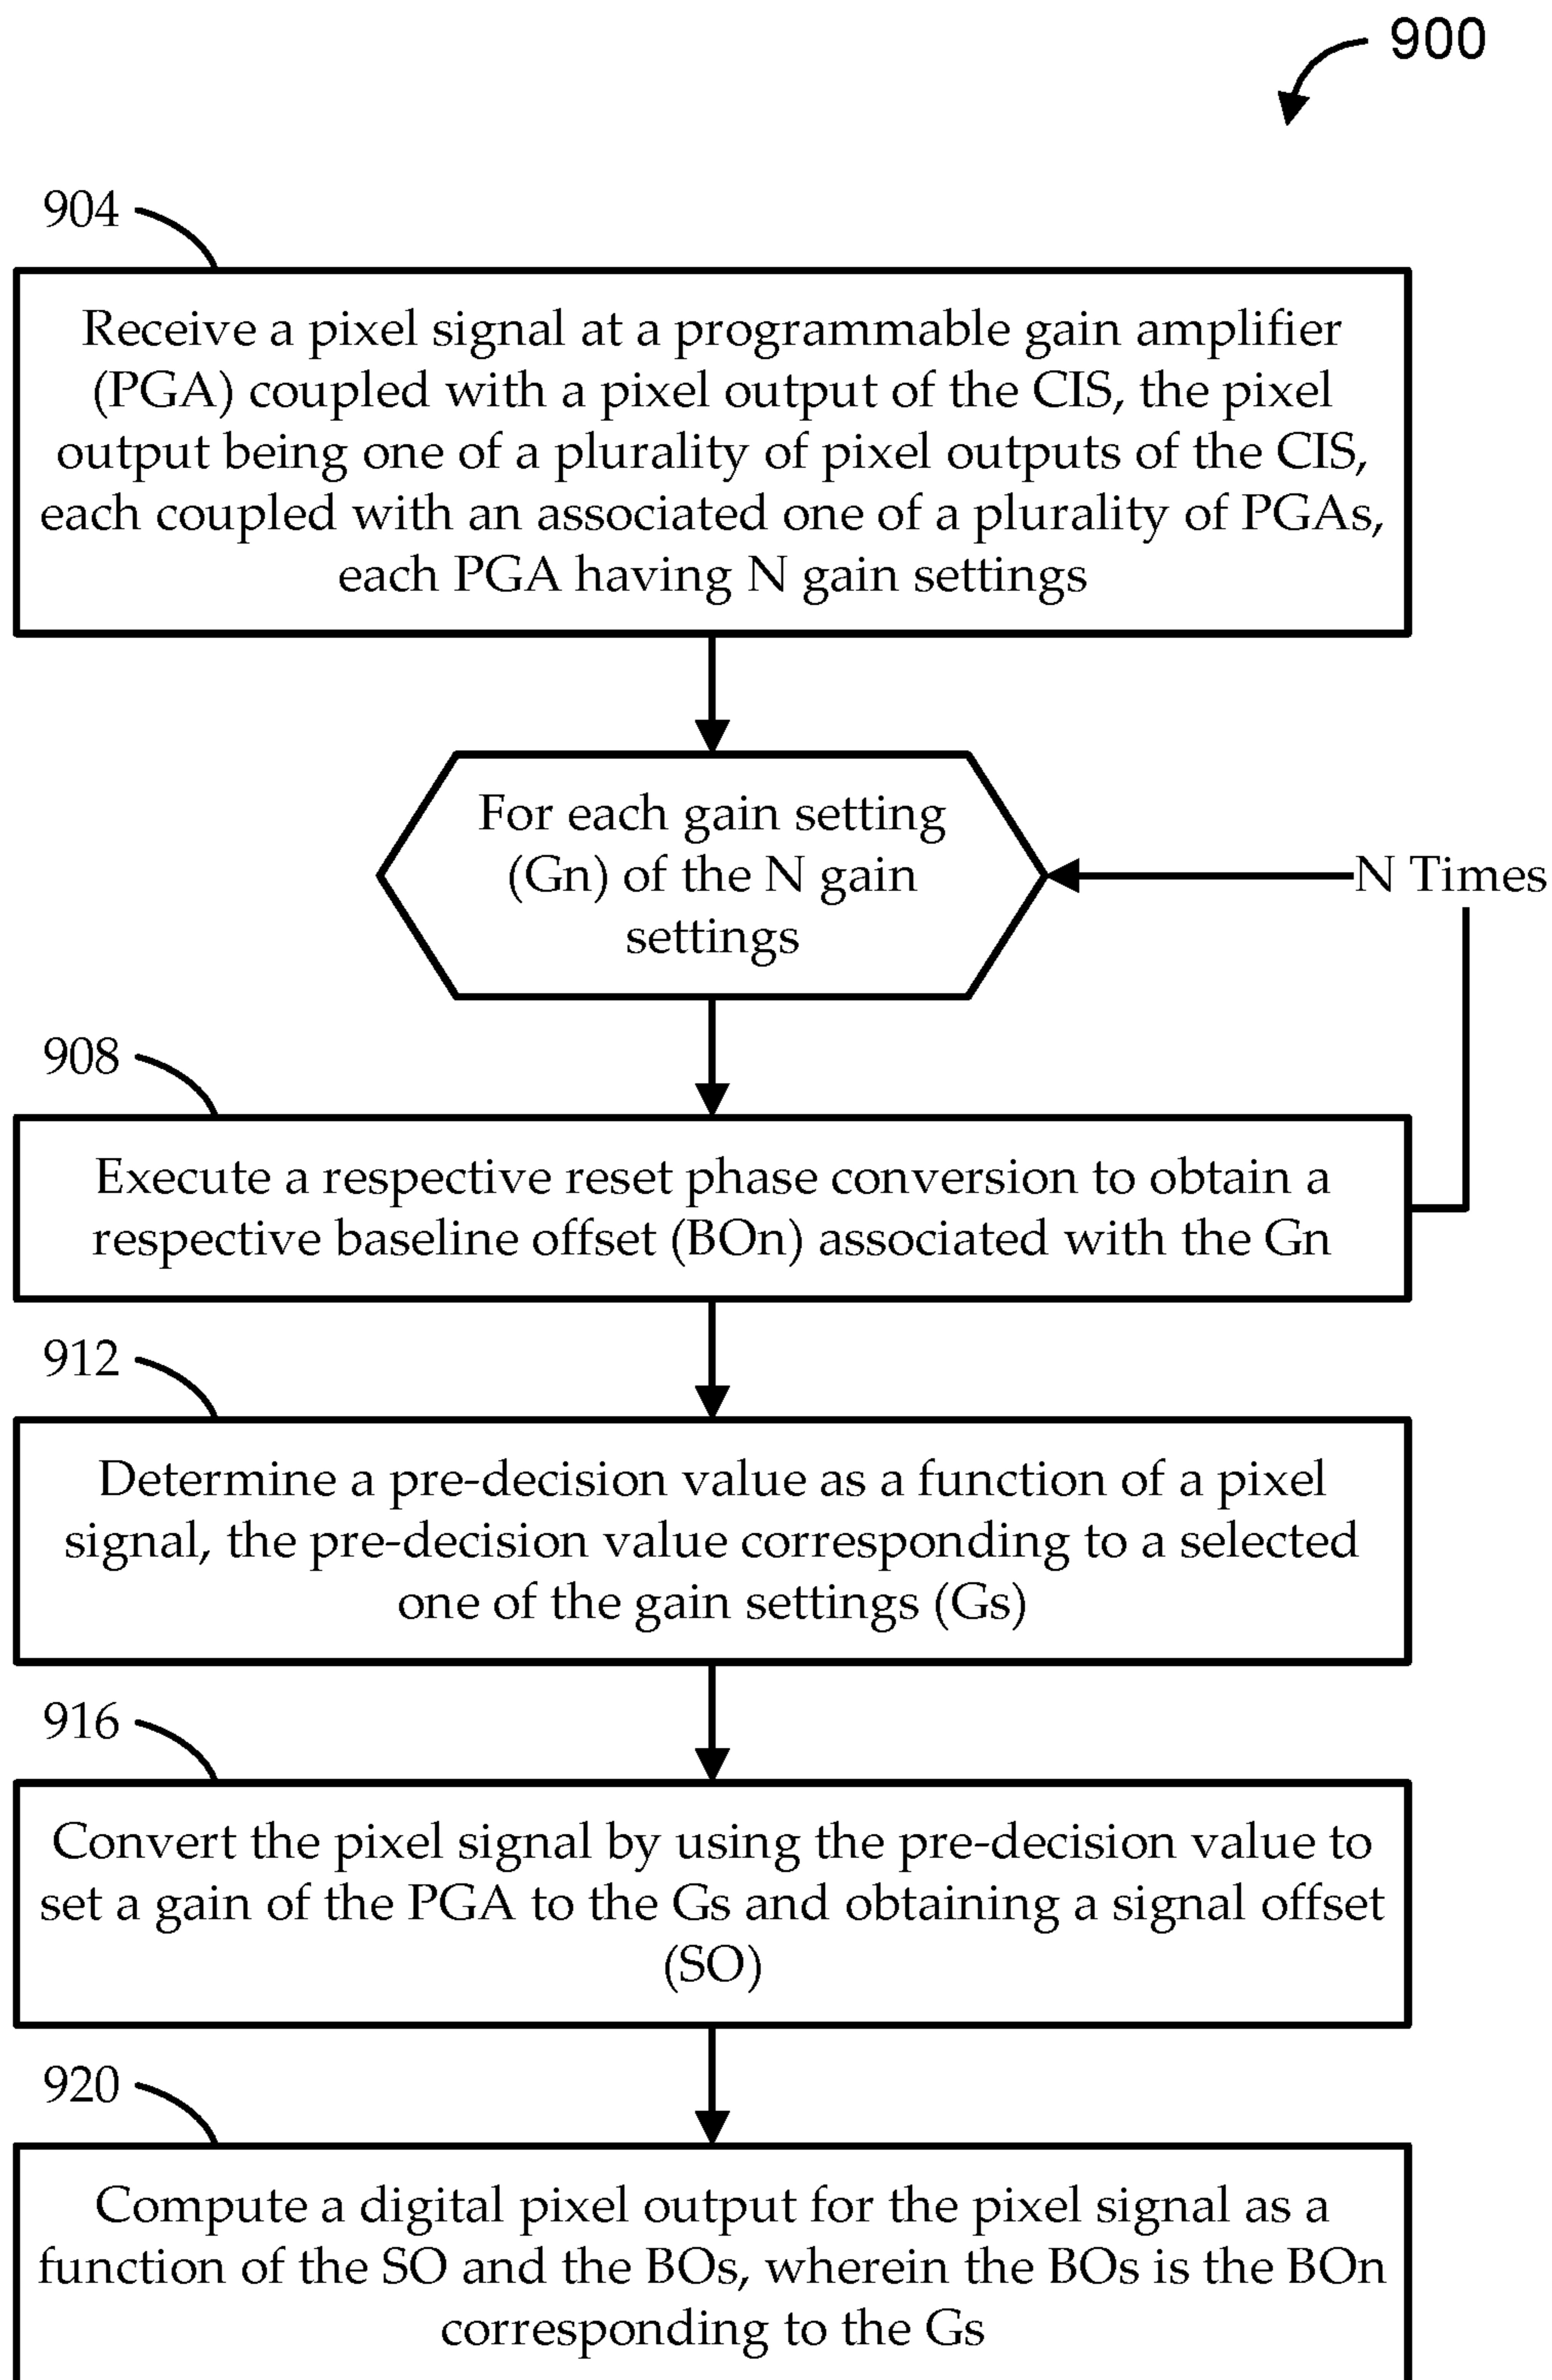 900
904
Receive a pixel signal at a programmable gain amplifier
(PGA) coupled with a pixel output of the CIS, the pixel
output being one of a plurality of pixel outputs of the CIS,
each coupled with an associated one of a plurality of PGAs,
each PGA having N gain settings
For each gain setting
(Gn) of the N gain
settings
N Times
908
Execute a respective reset phase conversion to obtain a
respective baseline offset (BOn) associated with the Gn
912
Determine a pre-decision value as a function of a pixel
signal, the pre-decision value corresponding to a selected
one of the gain settings (Gs)
916
Convert the pixel signal by using the pre-decision value to
set a gain of the PGA to the Gs and obtaining a signal offset
(SO)
920
Compute a digital pixel output for the pixel signal as a
function of the SO and the BOs, wherein the BOs is the BOn
corresponding to the Gs